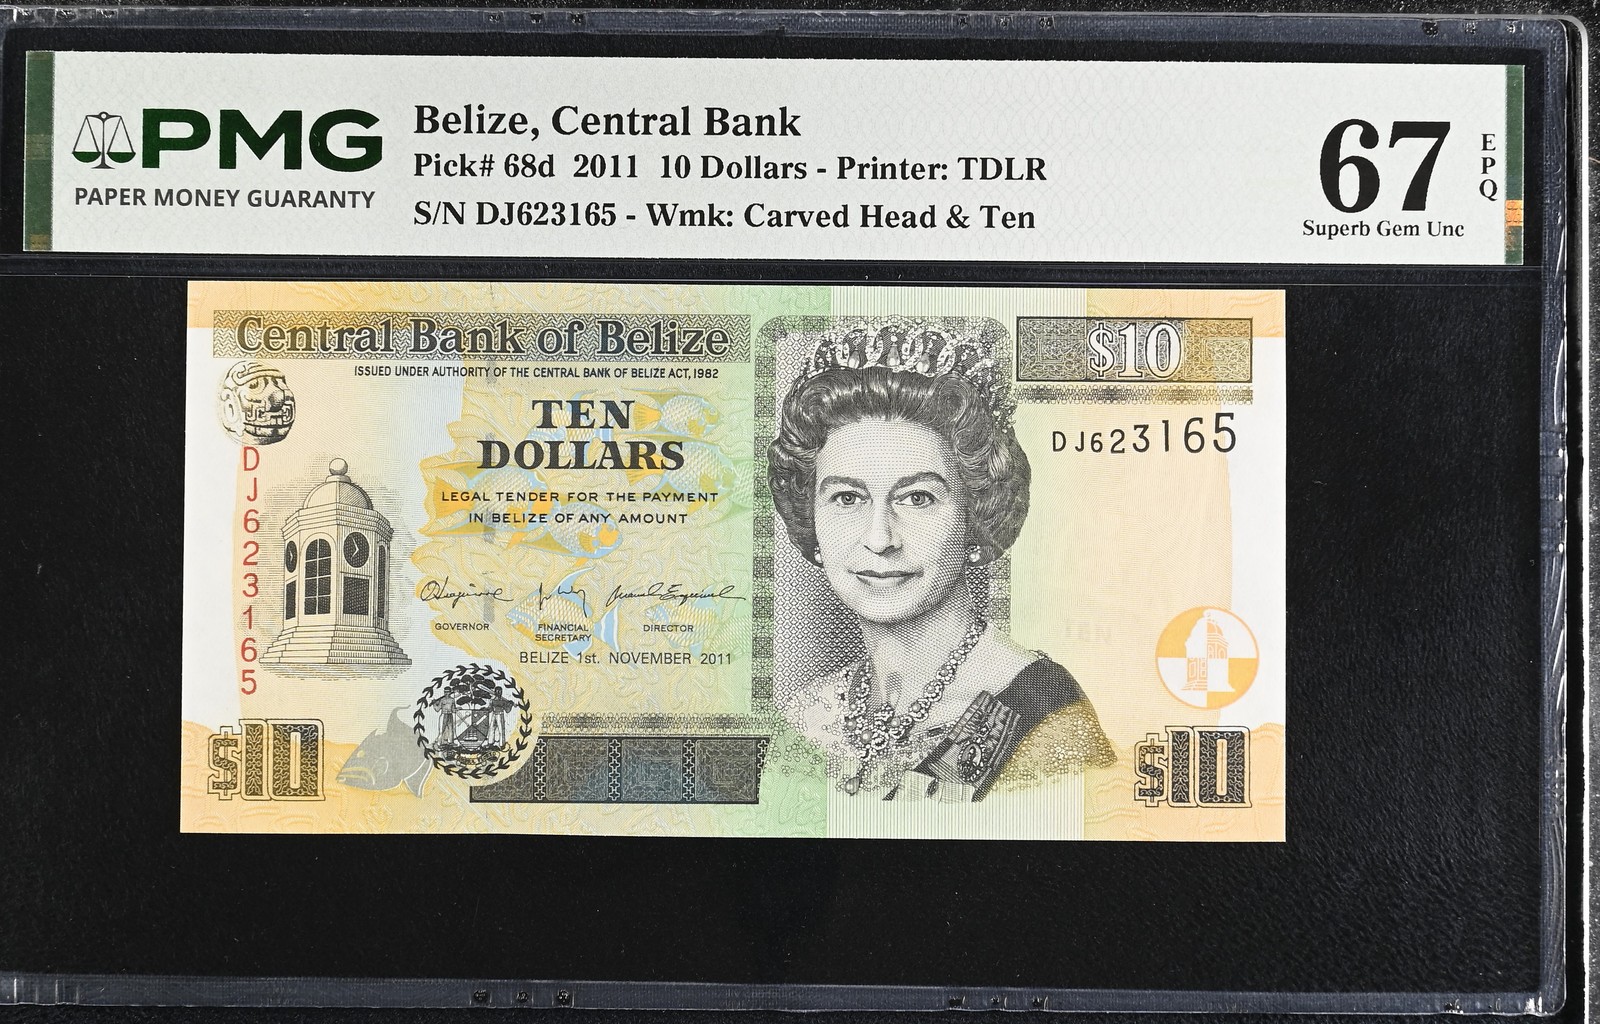 PMG
PAPER MONEY GUARANTY
Belize, Central Bank
Pick# 68d 2011 10 Dollars - Printer: TDLR
S/N DJ623165 - Wmk: Carved Head & Ten
67
EPQ
Superb Gem Unc
Central Bank of Belize
$10
ISSUED UNDER AUTHORITY OF THE CENTRAL BANK OF BELIZE ACT, 1982
TEN
DOLLARS
DJ623165
LEGAL TENDER FOR THE PAYMENT
IN BELIZE OF ANY AMOUNT
DJ623165
GOVERNOR
FINANCIAL
SECRETARY
DIRECTOR
BELIZE 1st. NOVEMBER 2011
$10
$10